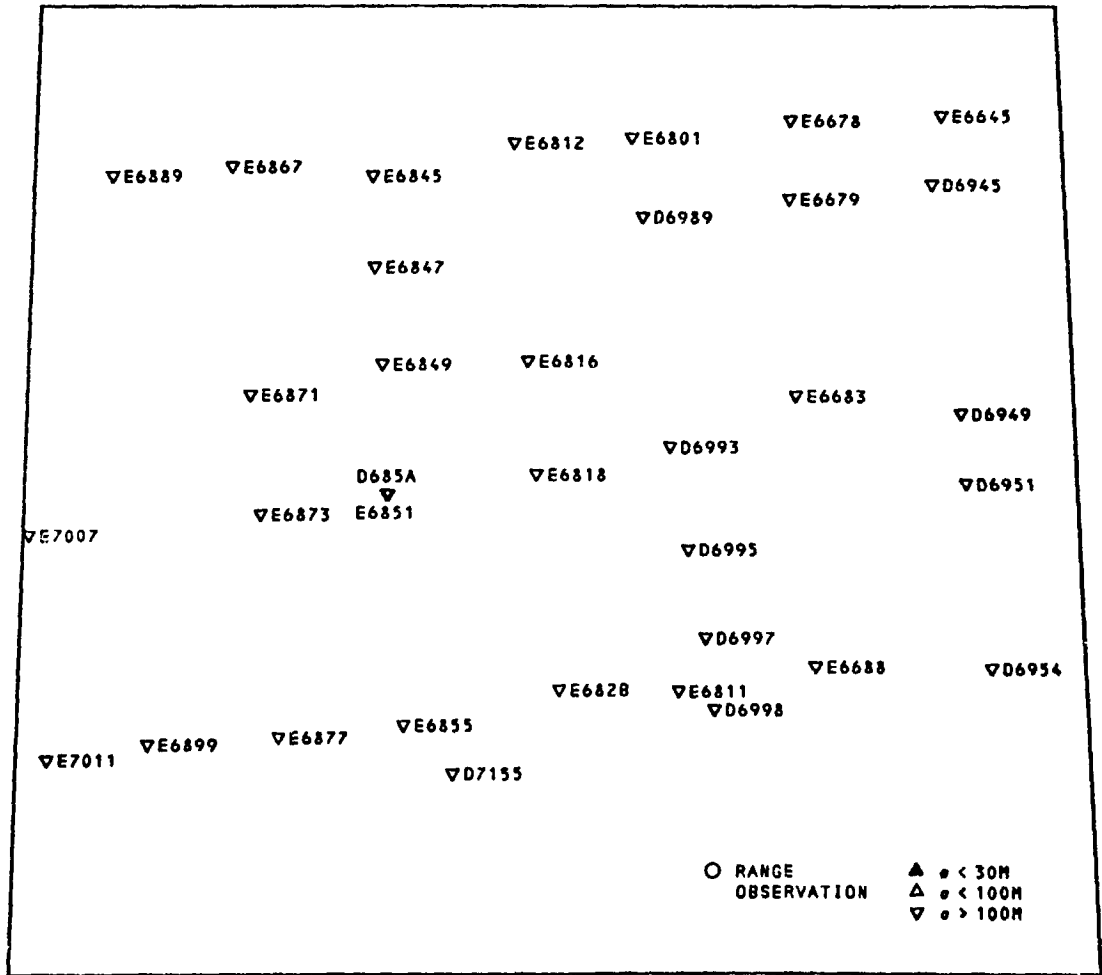 E6645
E6678
E6801
E6812
E6867
E6889
E6845
D6945
E6679
D6989
E6847
E6849
E6816
E6871
E6683
D6949
D6993
D685A
E6818
D6951
E6873
E6851
E7007
D6995
D6997
E6688
D6954
E682B
E6811
D6998
E6855
E6877
E6899
E7011
D7155
RANGE
OBSERVATION
σ < 30M
σ < 100M
σ > 100M